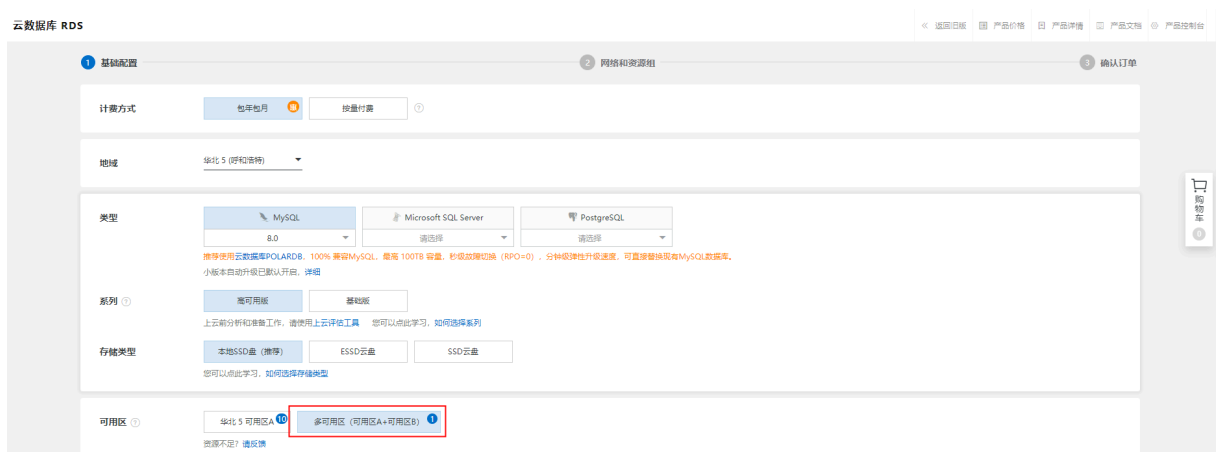 云数据库 RDS
返回旧版 产品价格 产品详情 产品文档 产品控制台
1 基础配置 2 网络和资源组 3 确认订单
计费方式 包年包月 按量付费
地域 华北 5 (呼和浩特)
类型 MySQL Microsoft SQL Server PostgreSQL
8.0 请选择 请选择
推荐使用云数据库POLARDB，100% 兼容MySQL，最高 100TB 容量，秒级故障切换（RPO=0），分钟级弹性升级速度，可直接替换现有MySQL数据库。
小版本自动升级已默认开启，详细
系列 高可用版 基础版
上云前分析和准备工作，请使用上云评估工具 您可以点此学习，如何选择系列
存储类型 本地SSD盘（推荐） ESSD云盘 SSD云盘
您可以点此学习，如何选择存储类型
可用区 华北 5 可用区A 10 多可用区（可用区A+可用区B） 1
资源不足？请反馈
购物车
0